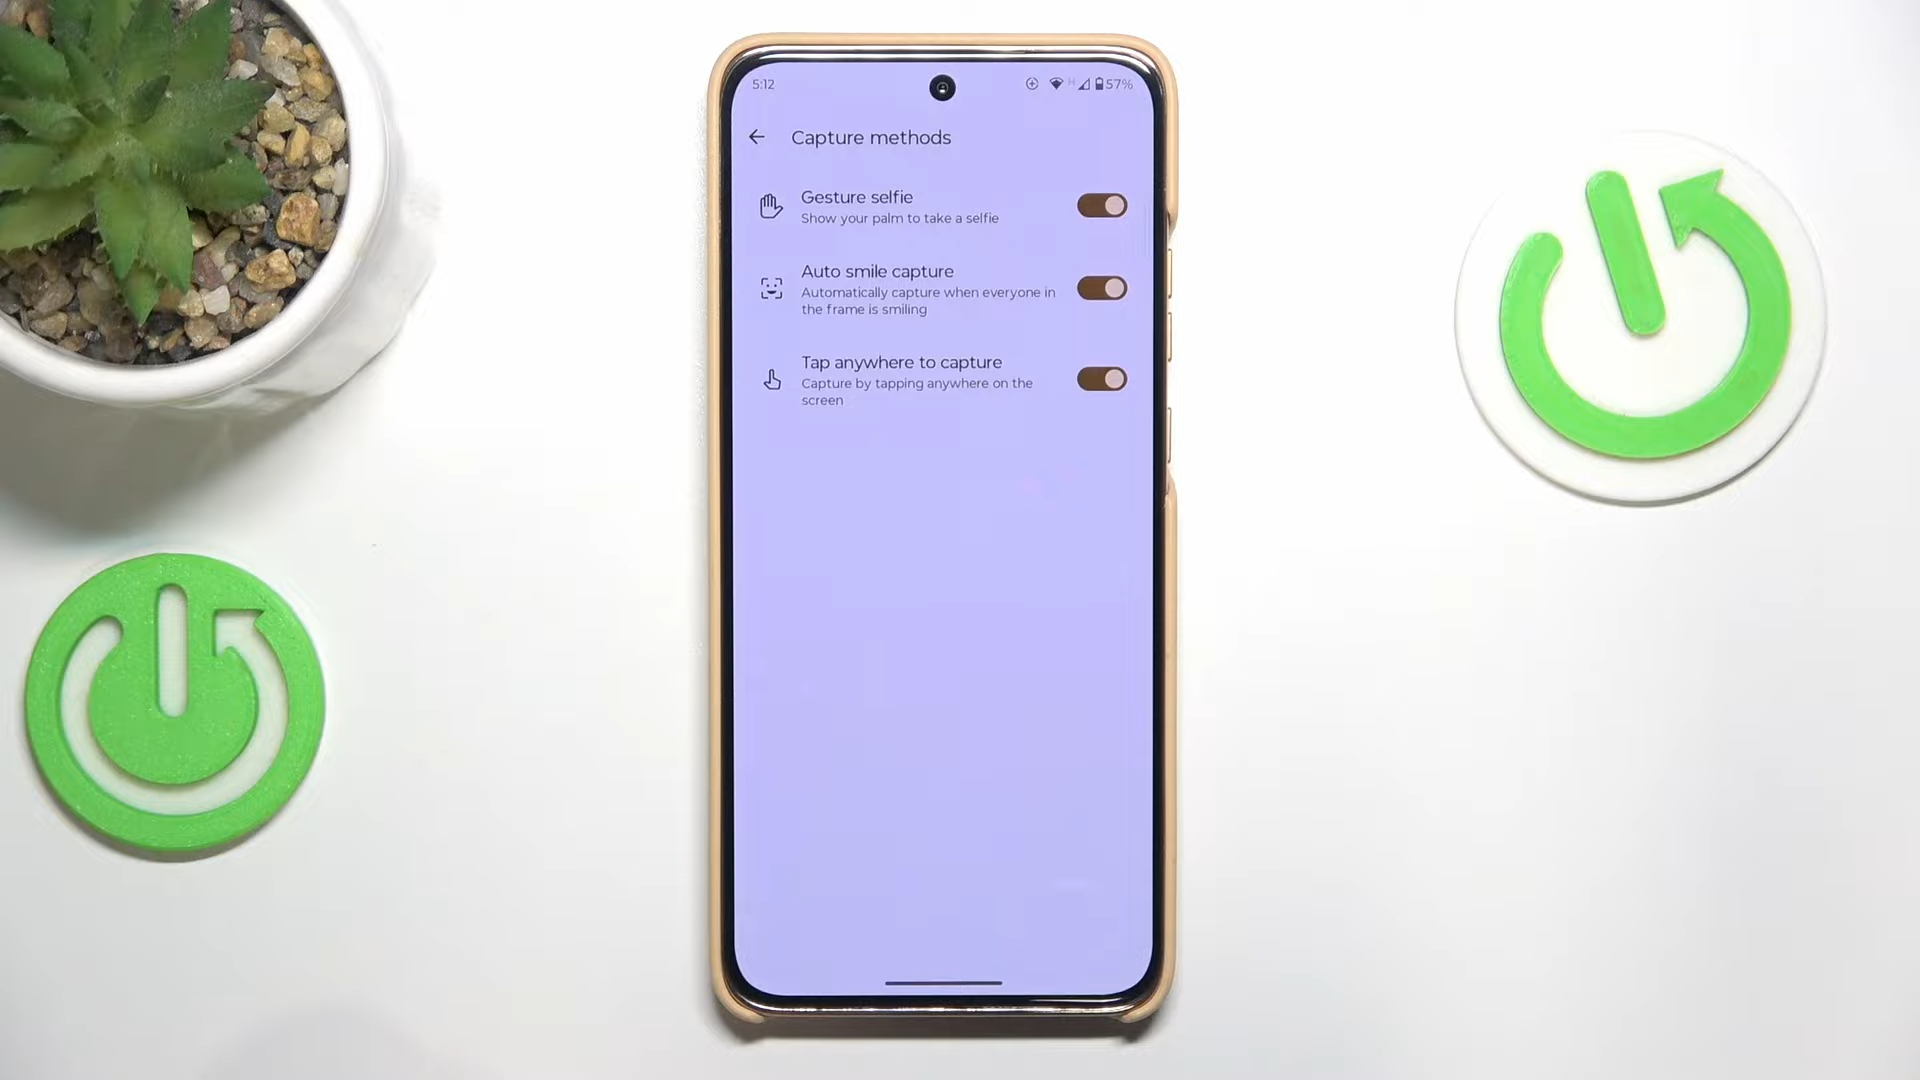 5:12
H 57%
Capture methods
Gesture selfie
Show your palm to take a selfie
Auto smile capture
Automatically capture when everyone in
the frame is smiling
Tap anywhere to capture
Capture by tapping anywhere on the
screen